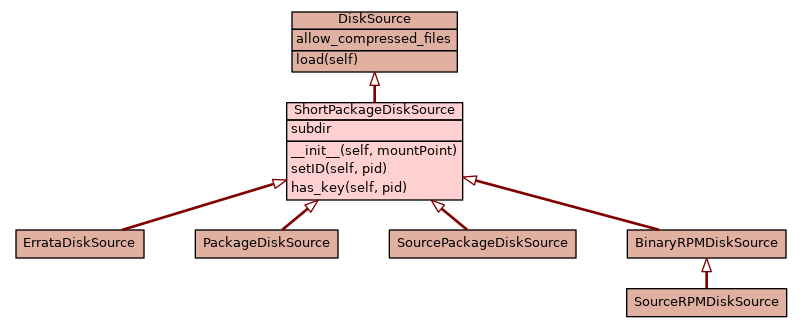 DiskSource
allow_compressed_files
load(self)
ShortPackageDiskSource
subdir
__init__(self, mountPoint)
setID(self, pid)
has_key(self, pid)
ErrataDiskSource
PackageDiskSource
SourcePackageDiskSource
BinaryRPMDiskSource
SourceRPMDiskSource